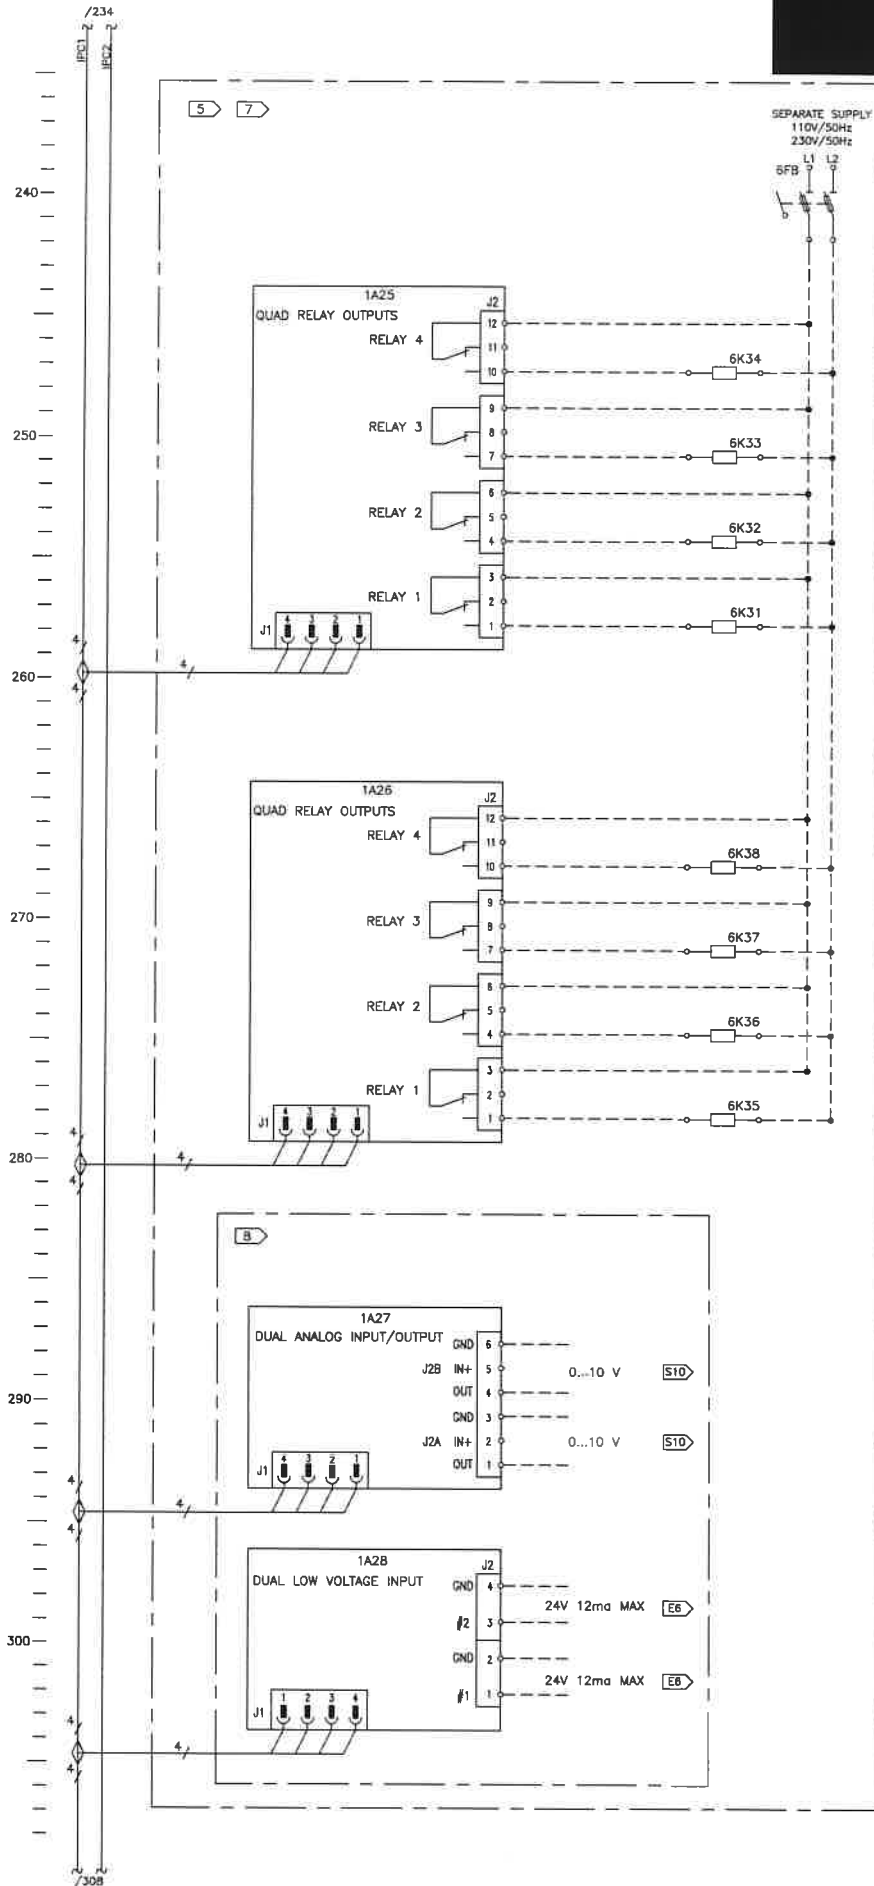 /234
IPC1
IPC2
5 7
SEPARATE SUPPLY
110V/50Hz
230V/50Hz
L1 L2
6FB
240
1A25
QUAD RELAY OUTPUTS
J2
RELAY 4
12
11
10
6K34
RELAY 3
9
8
7
6K33
250
RELAY 2
6
5
4
6K32
RELAY 1
3
2
1
6K31
J1
4 3 2 1
4
4
4
260
1A26
QUAD RELAY OUTPUTS
J2
RELAY 4
12
11
10
6K38
RELAY 3
9
8
7
6K37
270
RELAY 2
6
5
4
6K36
RELAY 1
3
2
1
6K35
J1
4 3 2 1
4
4
4
280
B
1A27
DUAL ANALOG INPUT/OUTPUT
GND 6
J2B IN+ 5 0...10 V S10
OUT 4
290
GND 3
J2A IN+ 2 0...10 V S10
OUT 1
J1
4 3 2 1
4
4
4
1A28
J2
DUAL LOW VOLTAGE INPUT
GND 4
24V 12ma MAX E6
#2 3
300
GND 2
24V 12ma MAX E6
#1 1
J1
1 2 3 4
4
4
4
/308